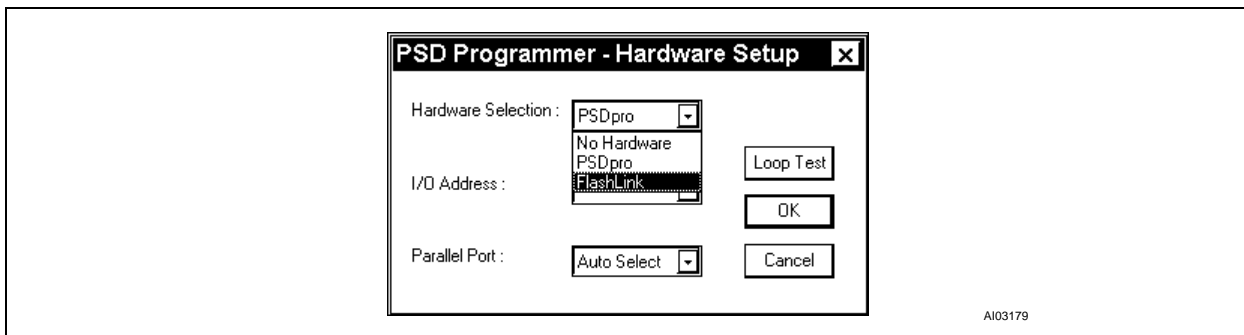 PSD Programmer - Hardware Setup
Hardware Selection : PSDpro
No Hardware
PSDpro
FlashLink
Loop Test
I/O Address :
OK
Parallel Port : Auto Select
Cancel
AI03179